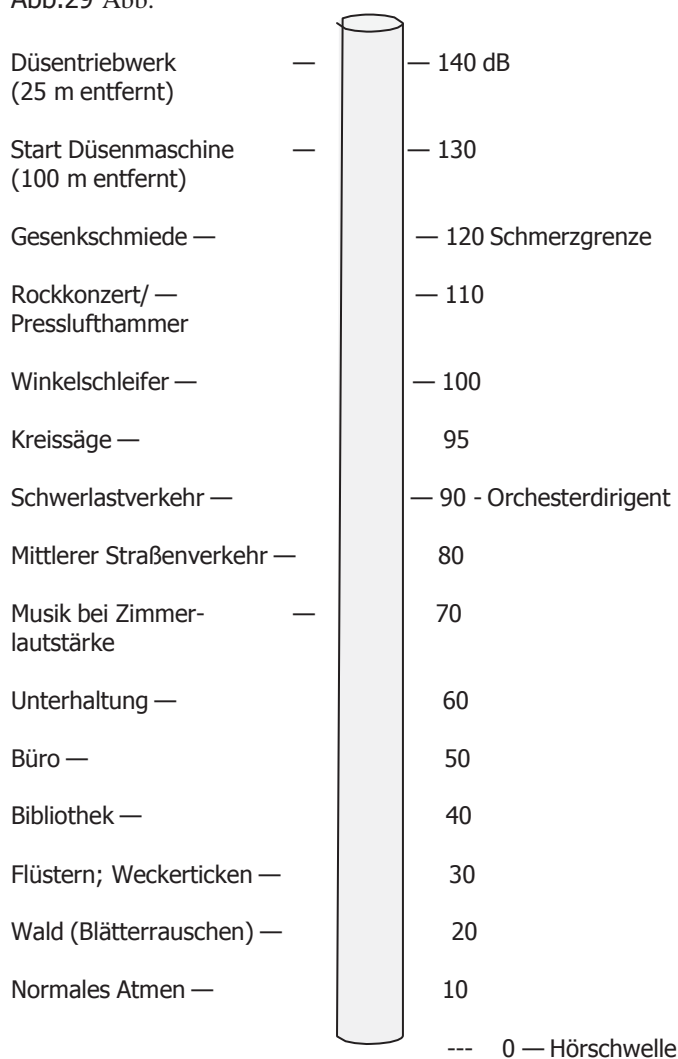 Abb.29 Abb.
Düsentriebwerk — — 140 dB
(25 m entfernt)
Start Düsenmaschine — — 130
(100 m entfernt)
Gesenkschmiede — — 120 Schmerzgrenze
Rockkonzert/ — — 110
Presslufthammer
Winkelschleifer — — 100
Kreissäge — 95
Schwerlastverkehr — — 90 - Orchesterdirigent
Mittlerer Straßenverkehr — 80
Musik bei Zimmer- — 70
lautstärke
Unterhaltung — 60
Büro — 50
Bibliothek — 40
Flüstern; Weckerticken — 30
Wald (Blätterrauschen) — 20
Normales Atmen — 10
--- 0 — Hörschwelle